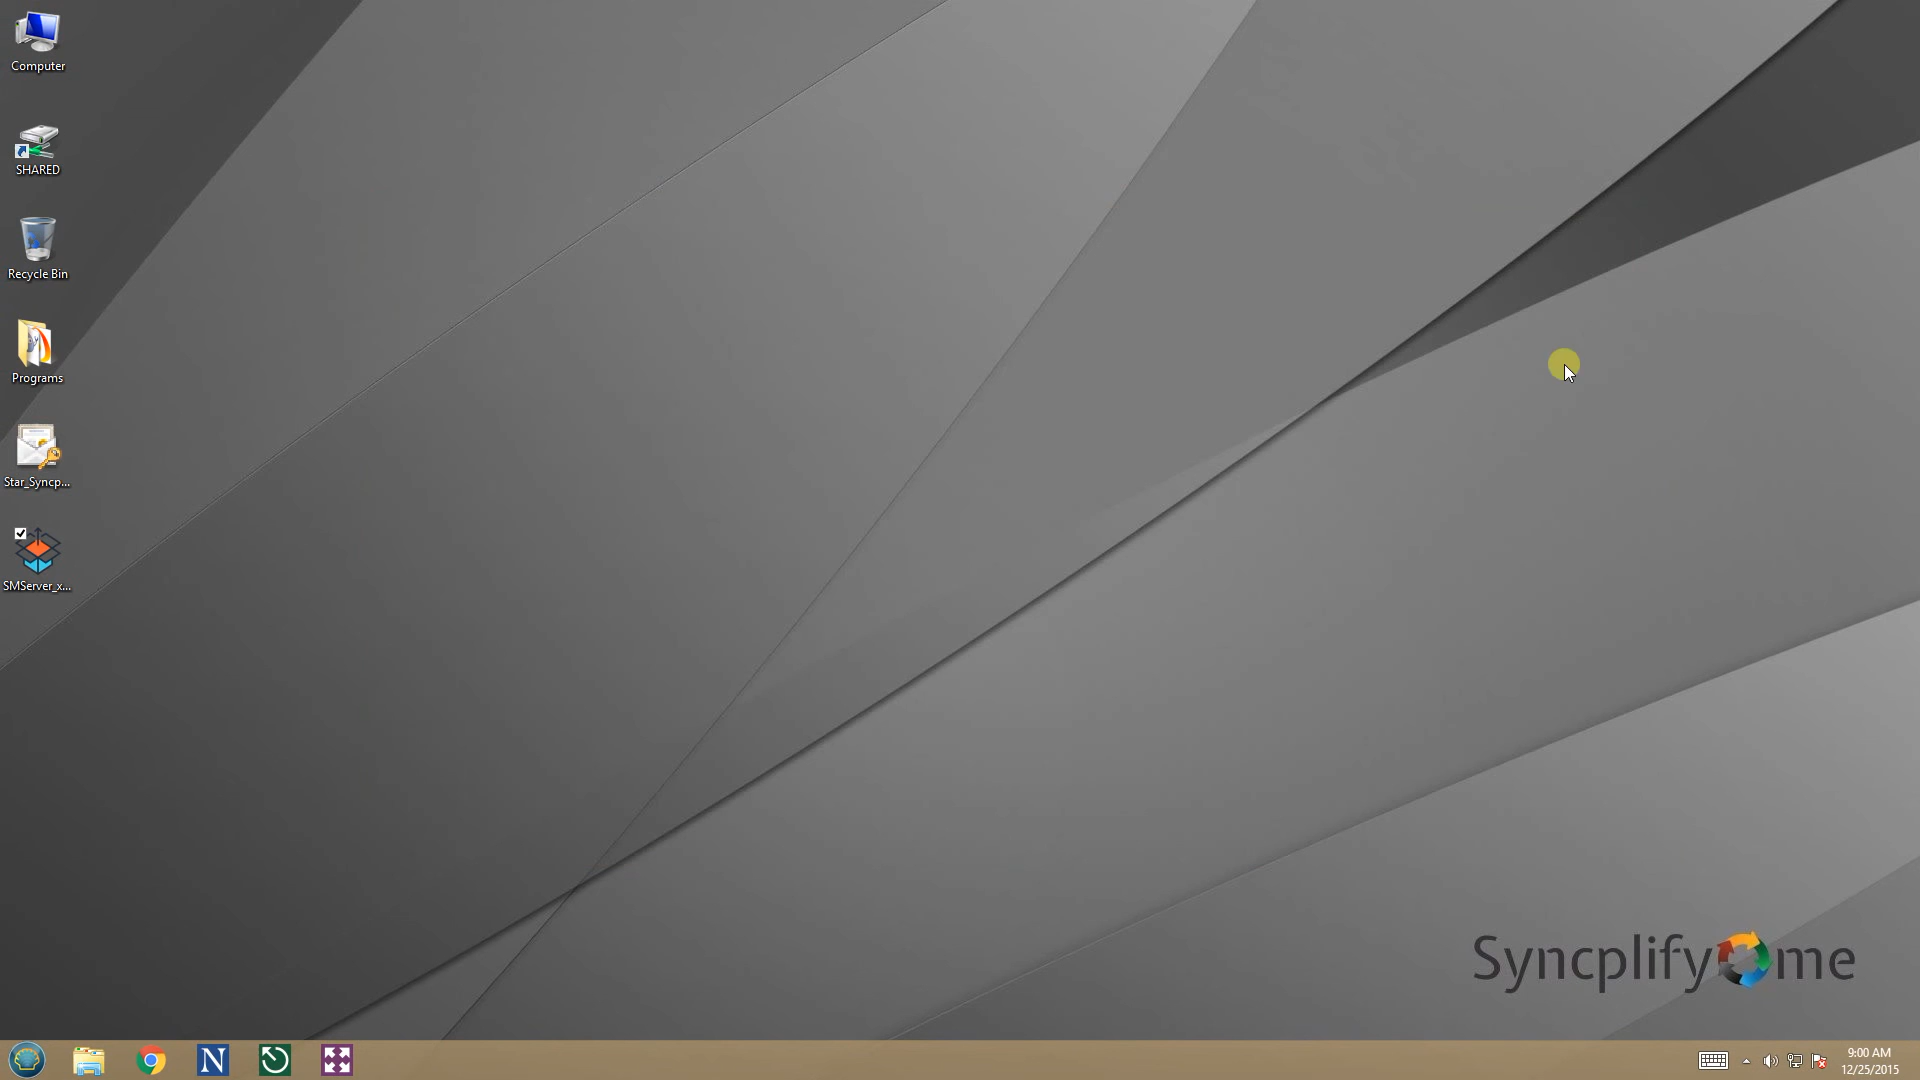 Computer
SHARED
Recycle Bin
Programs
Star_Syncp...
SMServer_x...
Syncplify me
N
9:00 AM
12/25/2015